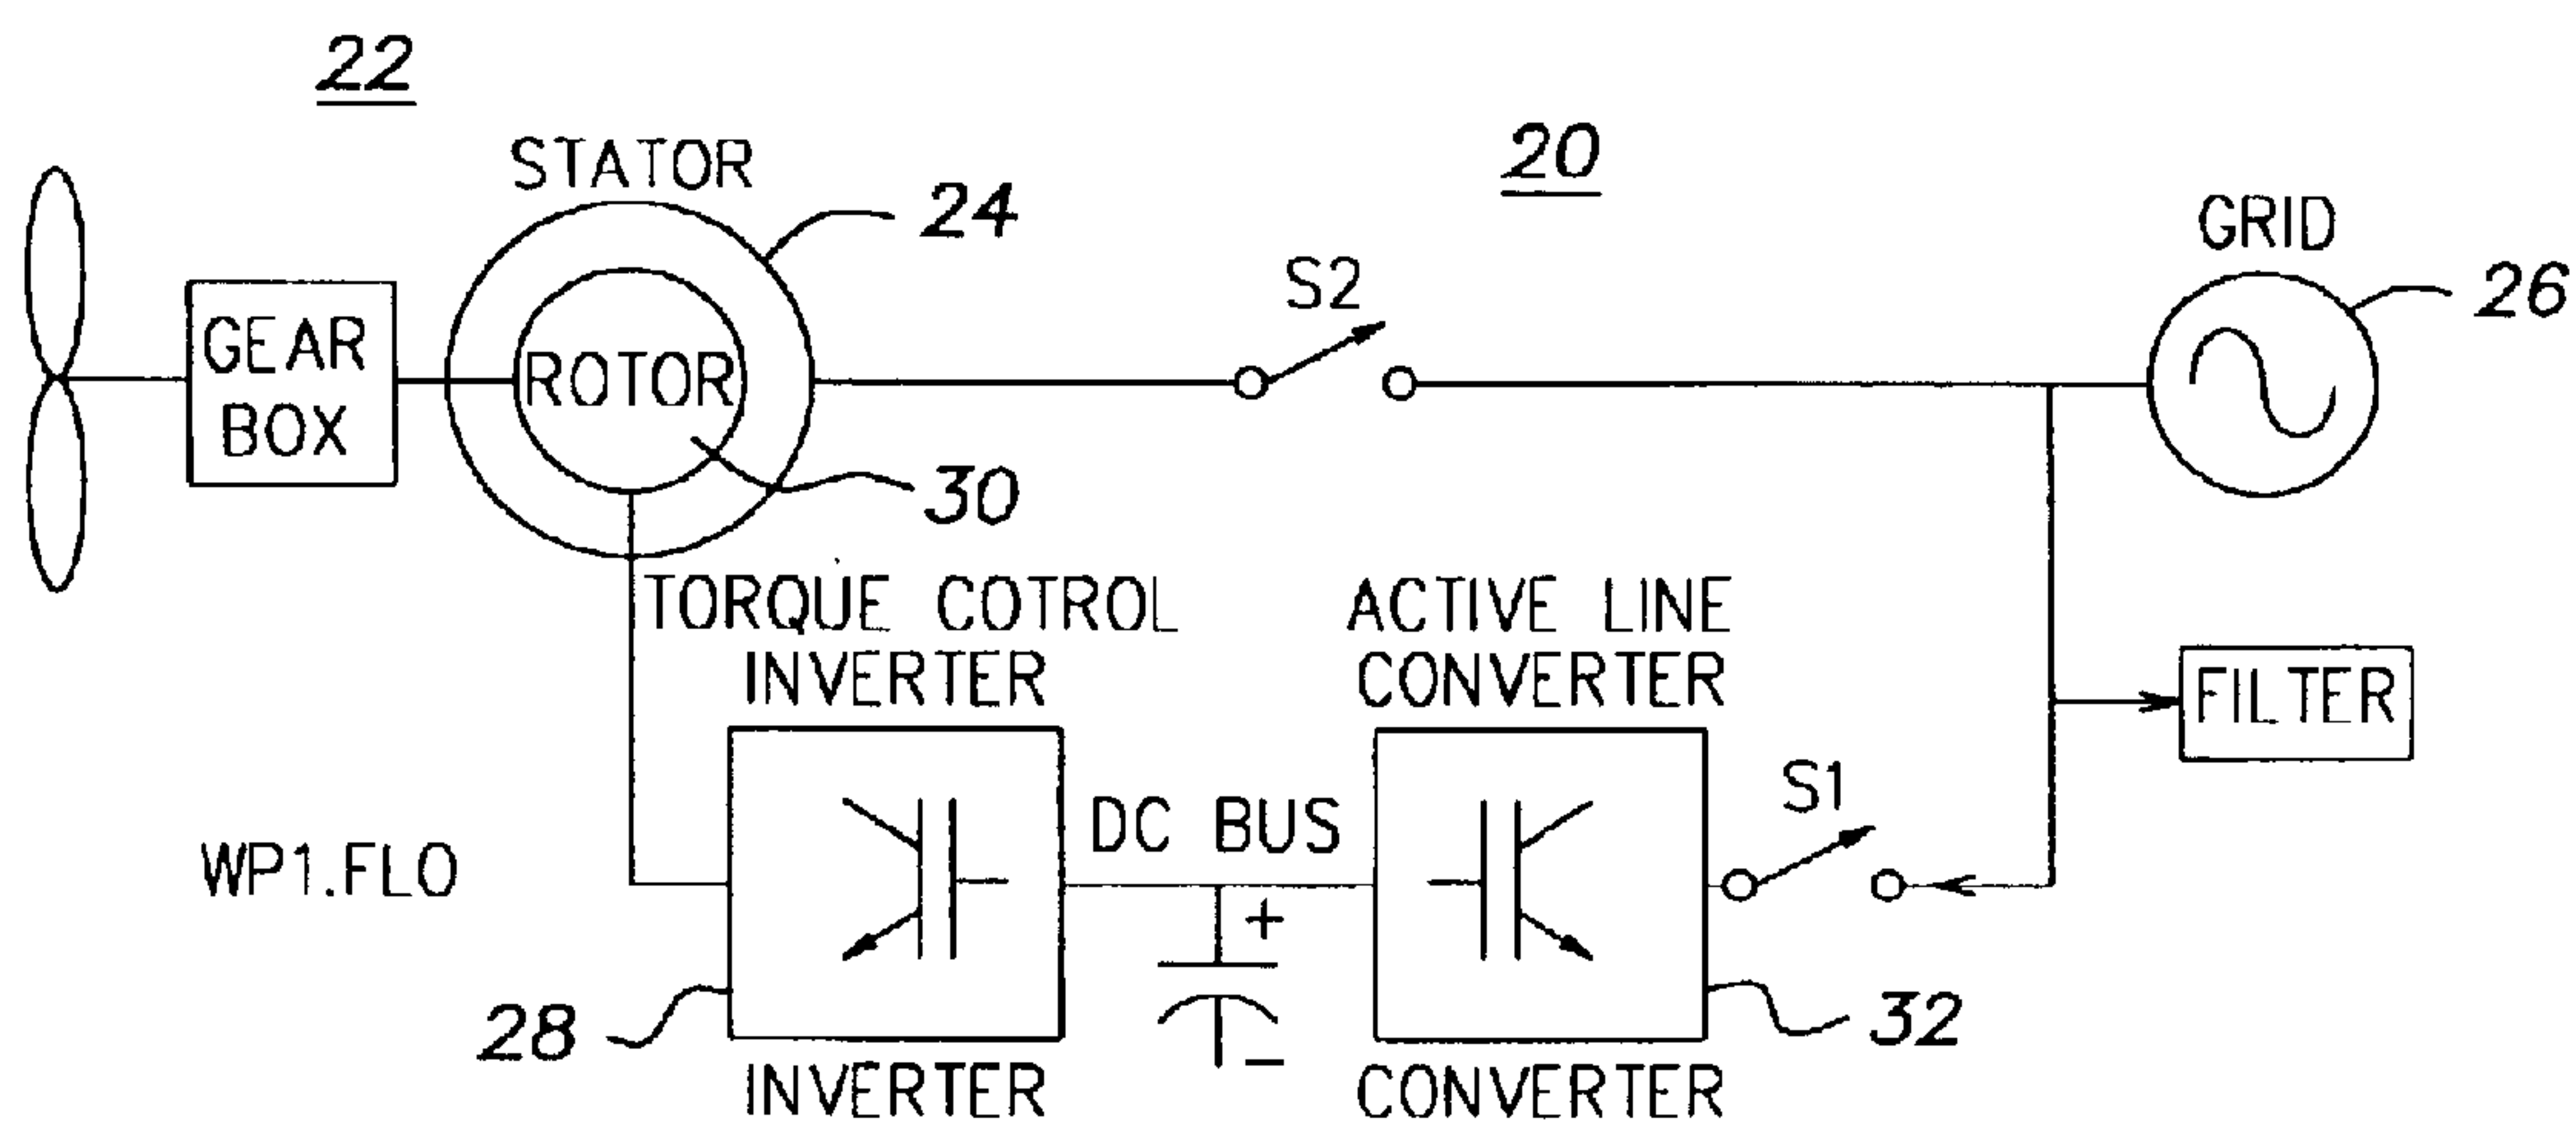 22
STATOR
24
20
GRID
26
S2
GEAR
BOX
ROTOR
30
TORQUE COTROL
INVERTER
ACTIVE LINE
CONVERTER
FILTER
S1
DC BUS
WP1.FLO
+
−
28
32
INVERTER
CONVERTER